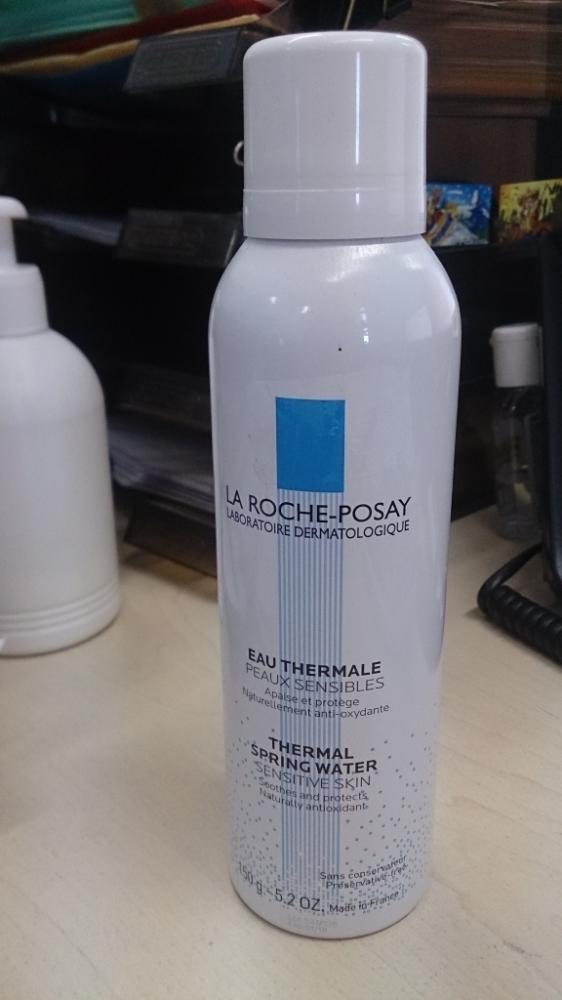 LA ROCHE-POSAY
LABORATOIRE DERMATOLOGIQUE
EAU THERMALE
PEAUX SENSIBLES
Apaise et protège
Naturellement anti-oxydante
THERMAL
SPRING WATER
SENSITIVE SKIN
Soothes and protects
Naturally antioxidant
Sans conservateur
Preservative-free
150 g - 5.2 OZ. Made in France